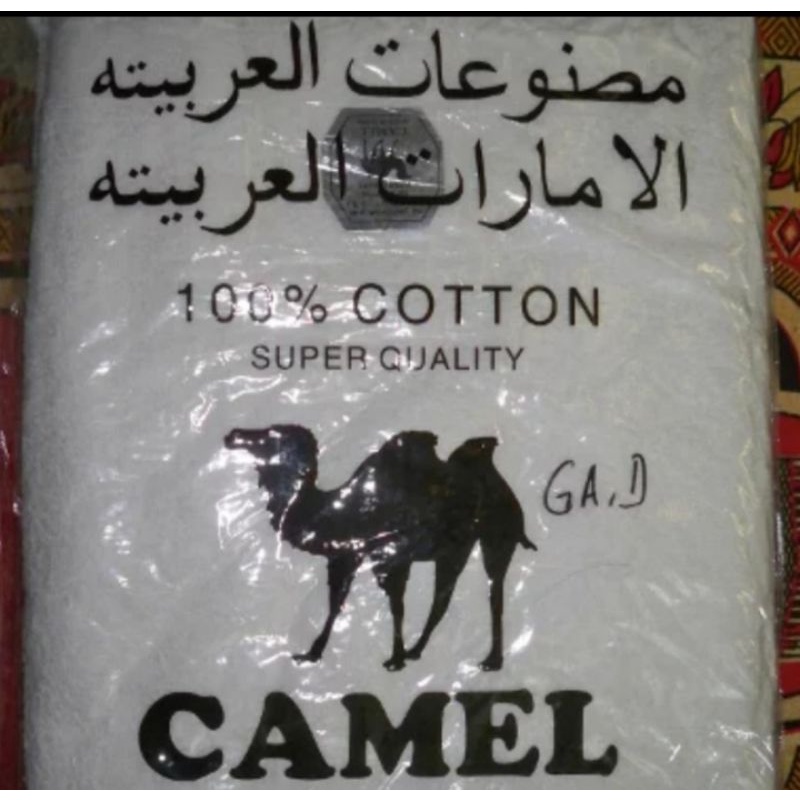 مصنوعات العربيته
الامارات العربيته
100% COTTON
SUPER QUALITY
GA.D
CAMEL